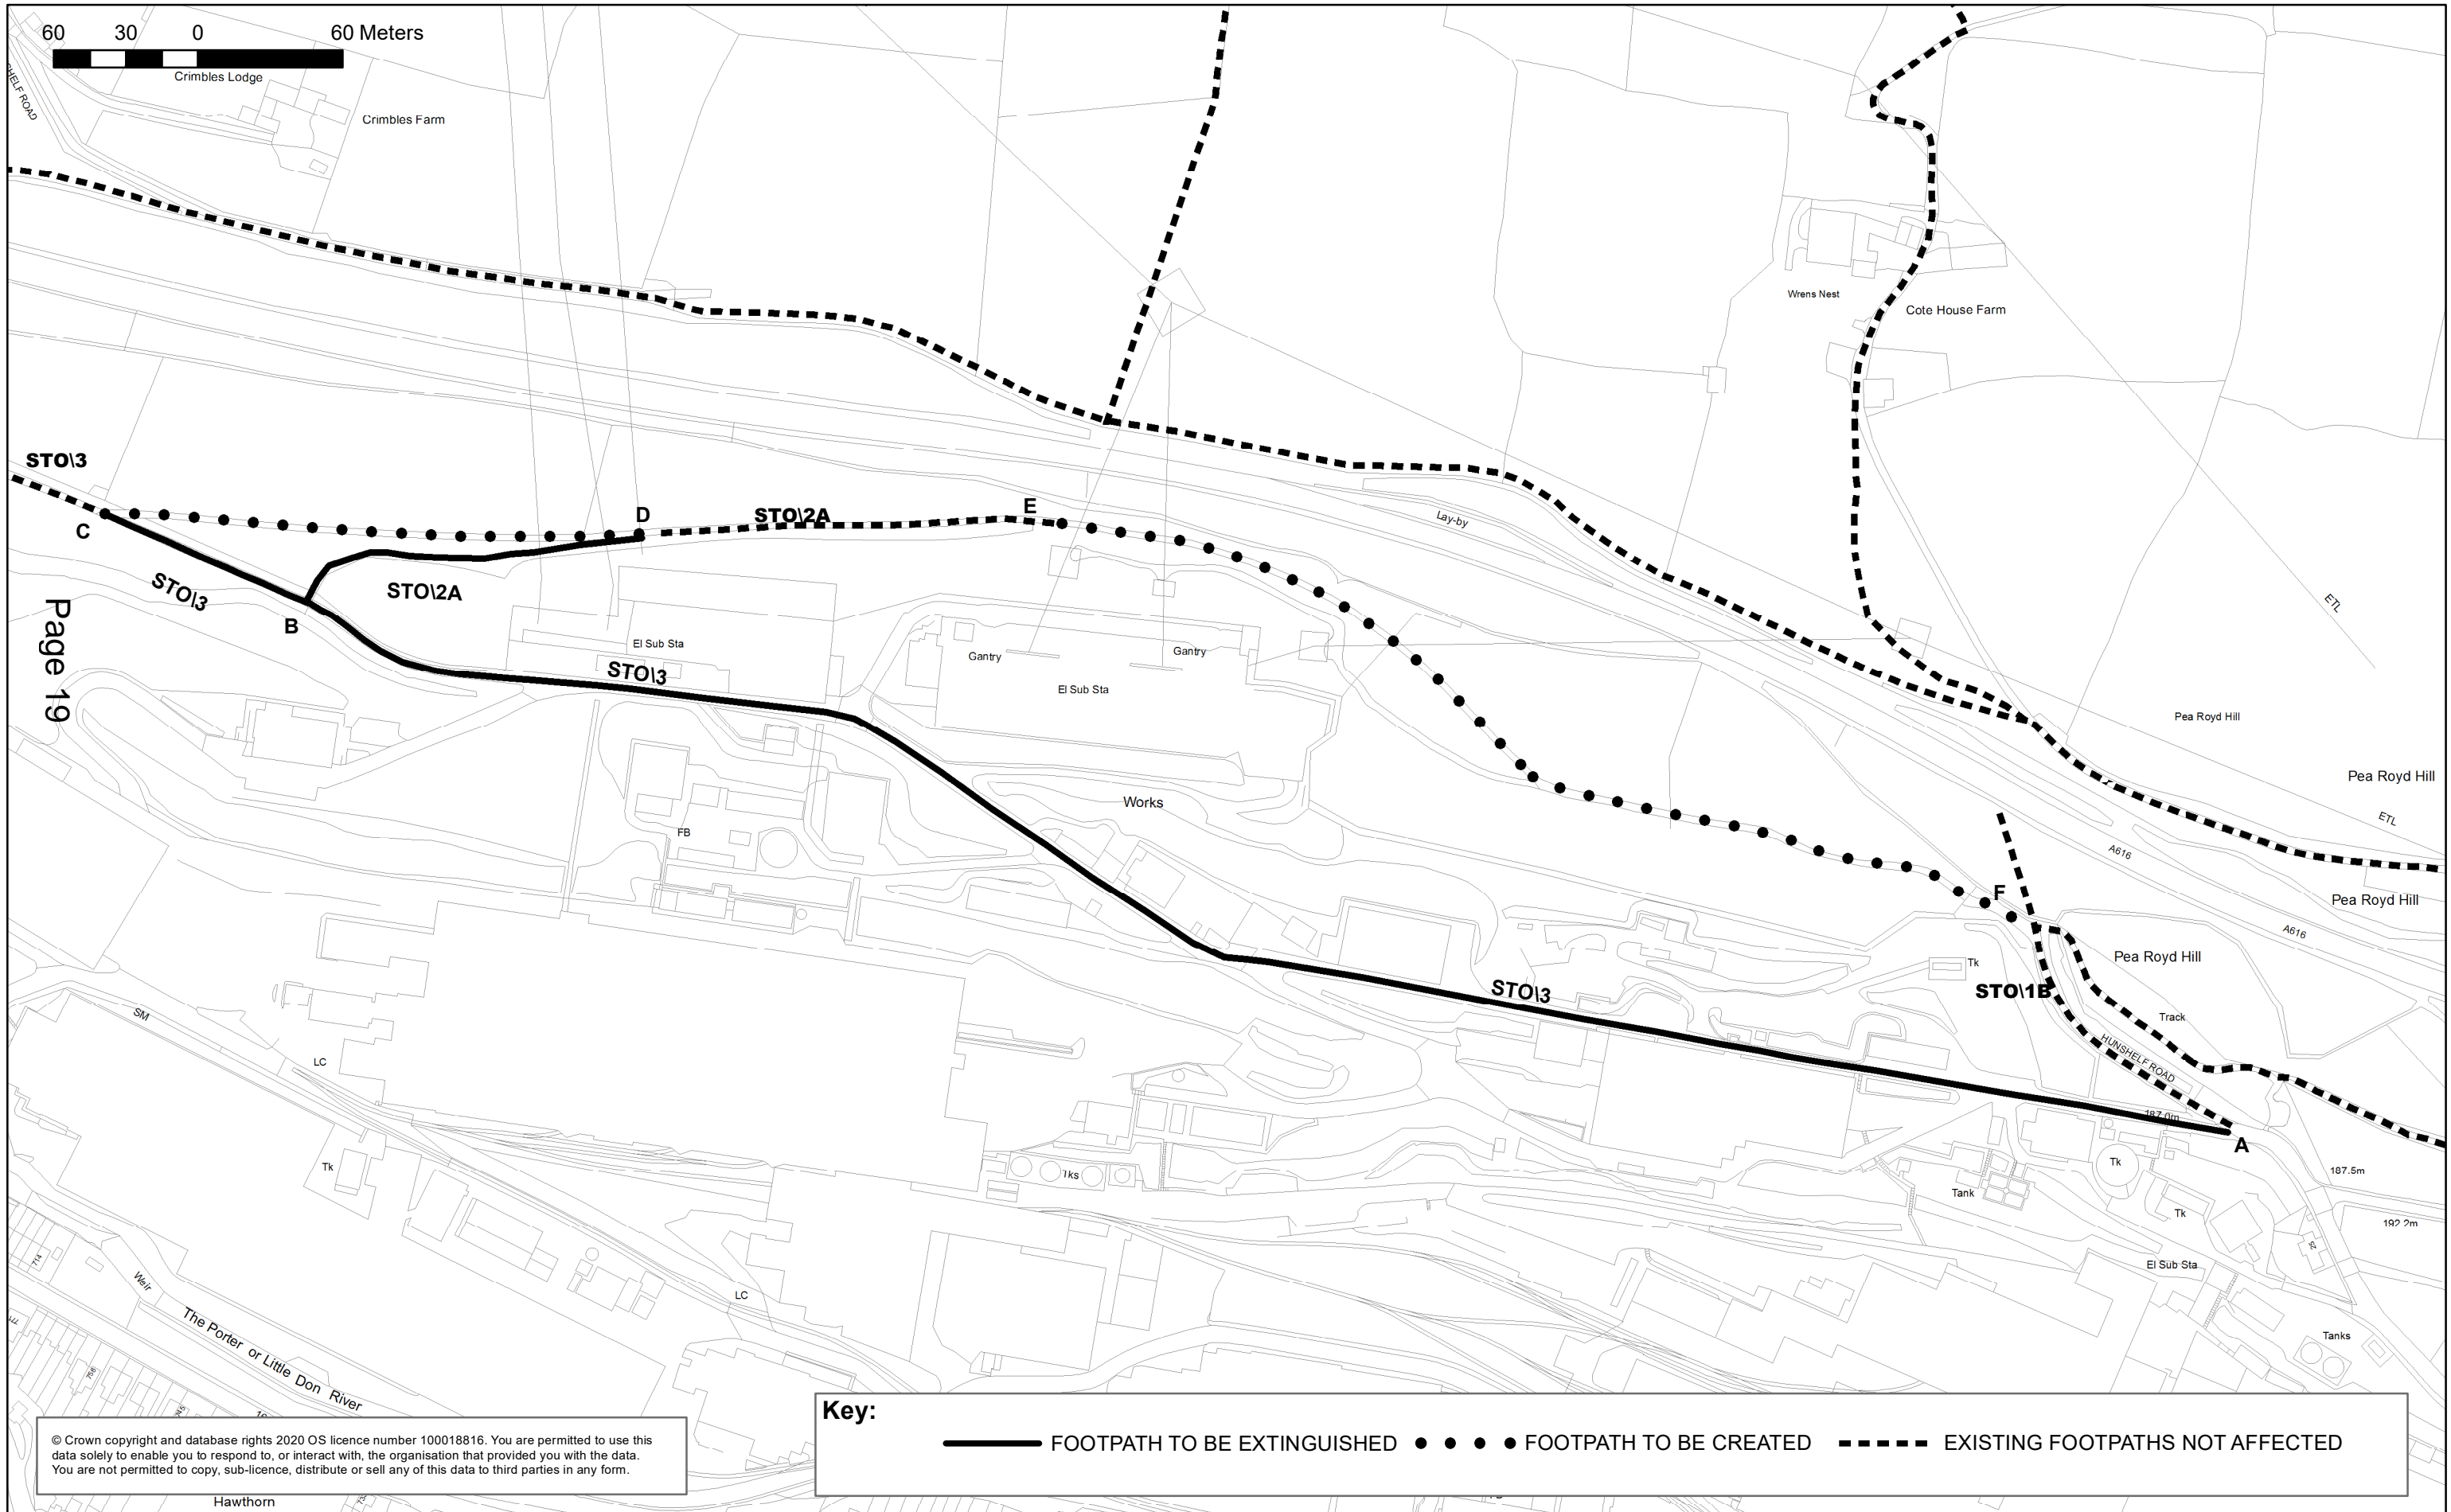 60 30 0 60 Meters
Crimbles Lodge
Crimbles Farm
Wrens Nest
Cote House Farm
STO\3
C
D
STO\2A
E
Lay-by
ETL
STO\3
STO\2A
B
Page 19
El Sub Sta
STO\3
Gantry
Gantry
El Sub Sta
Pea Royd Hill
Pea Royd Hill
Works
FB
ETL
A616
F
Pea Royd Hill
A616
Pea Royd Hill
Tk
STO\1B
STO\3
Track
HUNSHELF ROAD
SM
LC
187.0m
A
Tk
Tks
Tk
187.5m
Tank
Tk
192.2m
El Sub Sta
714
Weir
LC
The Porter or Little Don River
Tanks
758
Key:
FOOTPATH TO BE EXTINGUISHED FOOTPATH TO BE CREATED EXISTING FOOTPATHS NOT AFFECTED
© Crown copyright and database rights 2020 OS licence number 100018816. You are permitted to use this
data solely to enable you to respond to, or interact with, the organisation that provided you with the data.
You are not permitted to copy, sub-licence, distribute or sell any of this data to third parties in any form.
Hawthorn